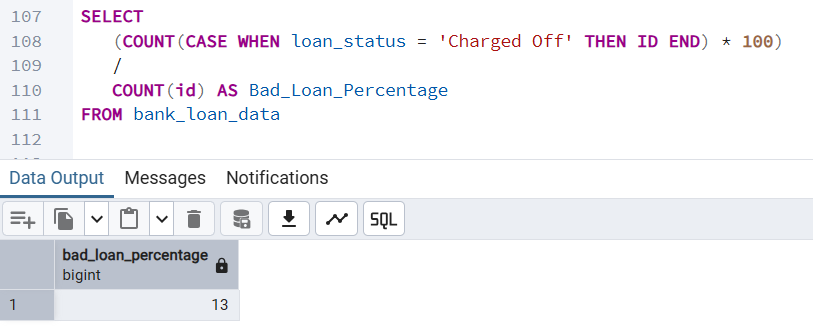 107 SELECT
108 (COUNT(CASE WHEN loan_status = 'Charged Off' THEN ID END) * 100)
109 /
110 COUNT(id) AS Bad_Loan_Percentage
111 FROM bank_loan_data
112
Data Output Messages Notifications
SQL
bad_loan_percentage
bigint
1 13